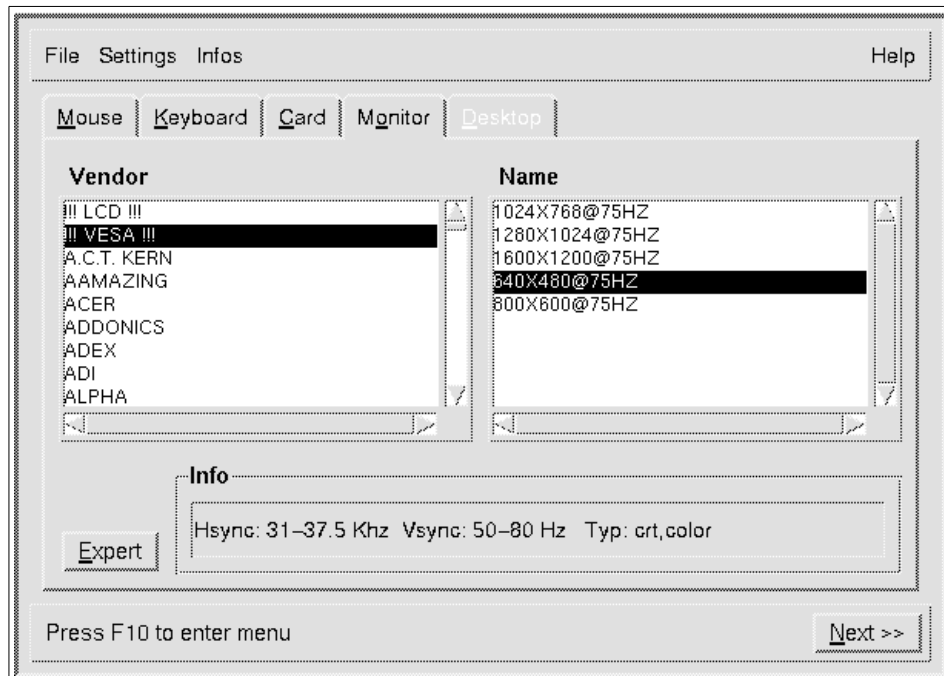 File Settings Infos Help
Mouse Keyboard Card Monitor Desktop
Vendor
!!! LCD !!!
!!! VESA !!!
A.C.T. KERN
AAMAZING
ACER
ADDONICS
ADEX
ADI
ALPHA
Name
1024X768@75HZ
1280X1024@75HZ
1600X1200@75HZ
640X480@75HZ
800X600@75HZ
Info
Hsync: 31–37.5 Khz Vsync: 50–80 Hz Typ: crt,color
Expert
Press F10 to enter menu
Next >>